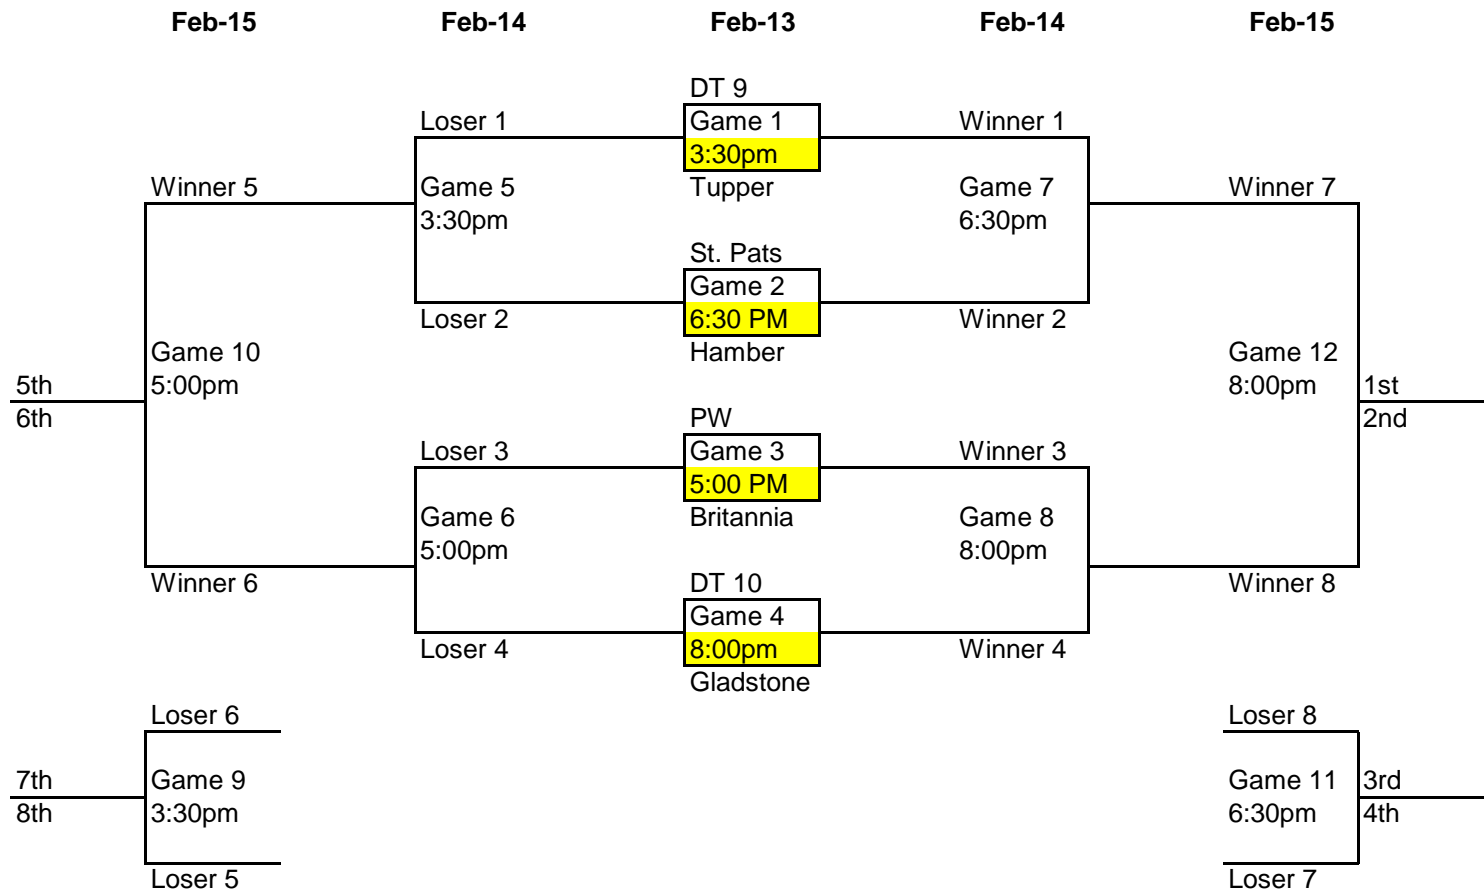 Feb-15 Feb-14 Feb-13 Feb-14 Feb-15
DT 9
Loser 1 Game 1 Winner 1
3:30pm
Winner 5 Game 5 Tupper Game 7 Winner 7
3:30pm 6:30pm
St. Pats
Game 2
Loser 2 6:30 PM Winner 2
Game 10 Hamber Game 12
5th 5:00pm 8:00pm 1st
6th PW 2nd
Loser 3 Game 3 Winner 3
5:00 PM
Game 6 Britannia Game 8
5:00pm 8:00pm
Winner 6 DT 10 Winner 8
Game 4
Loser 4 8:00pm Winner 4
Gladstone
Loser 6 Loser 8
7th Game 9 Game 11 3rd
8th 3:30pm 6:30pm 4th
Loser 5 Loser 7